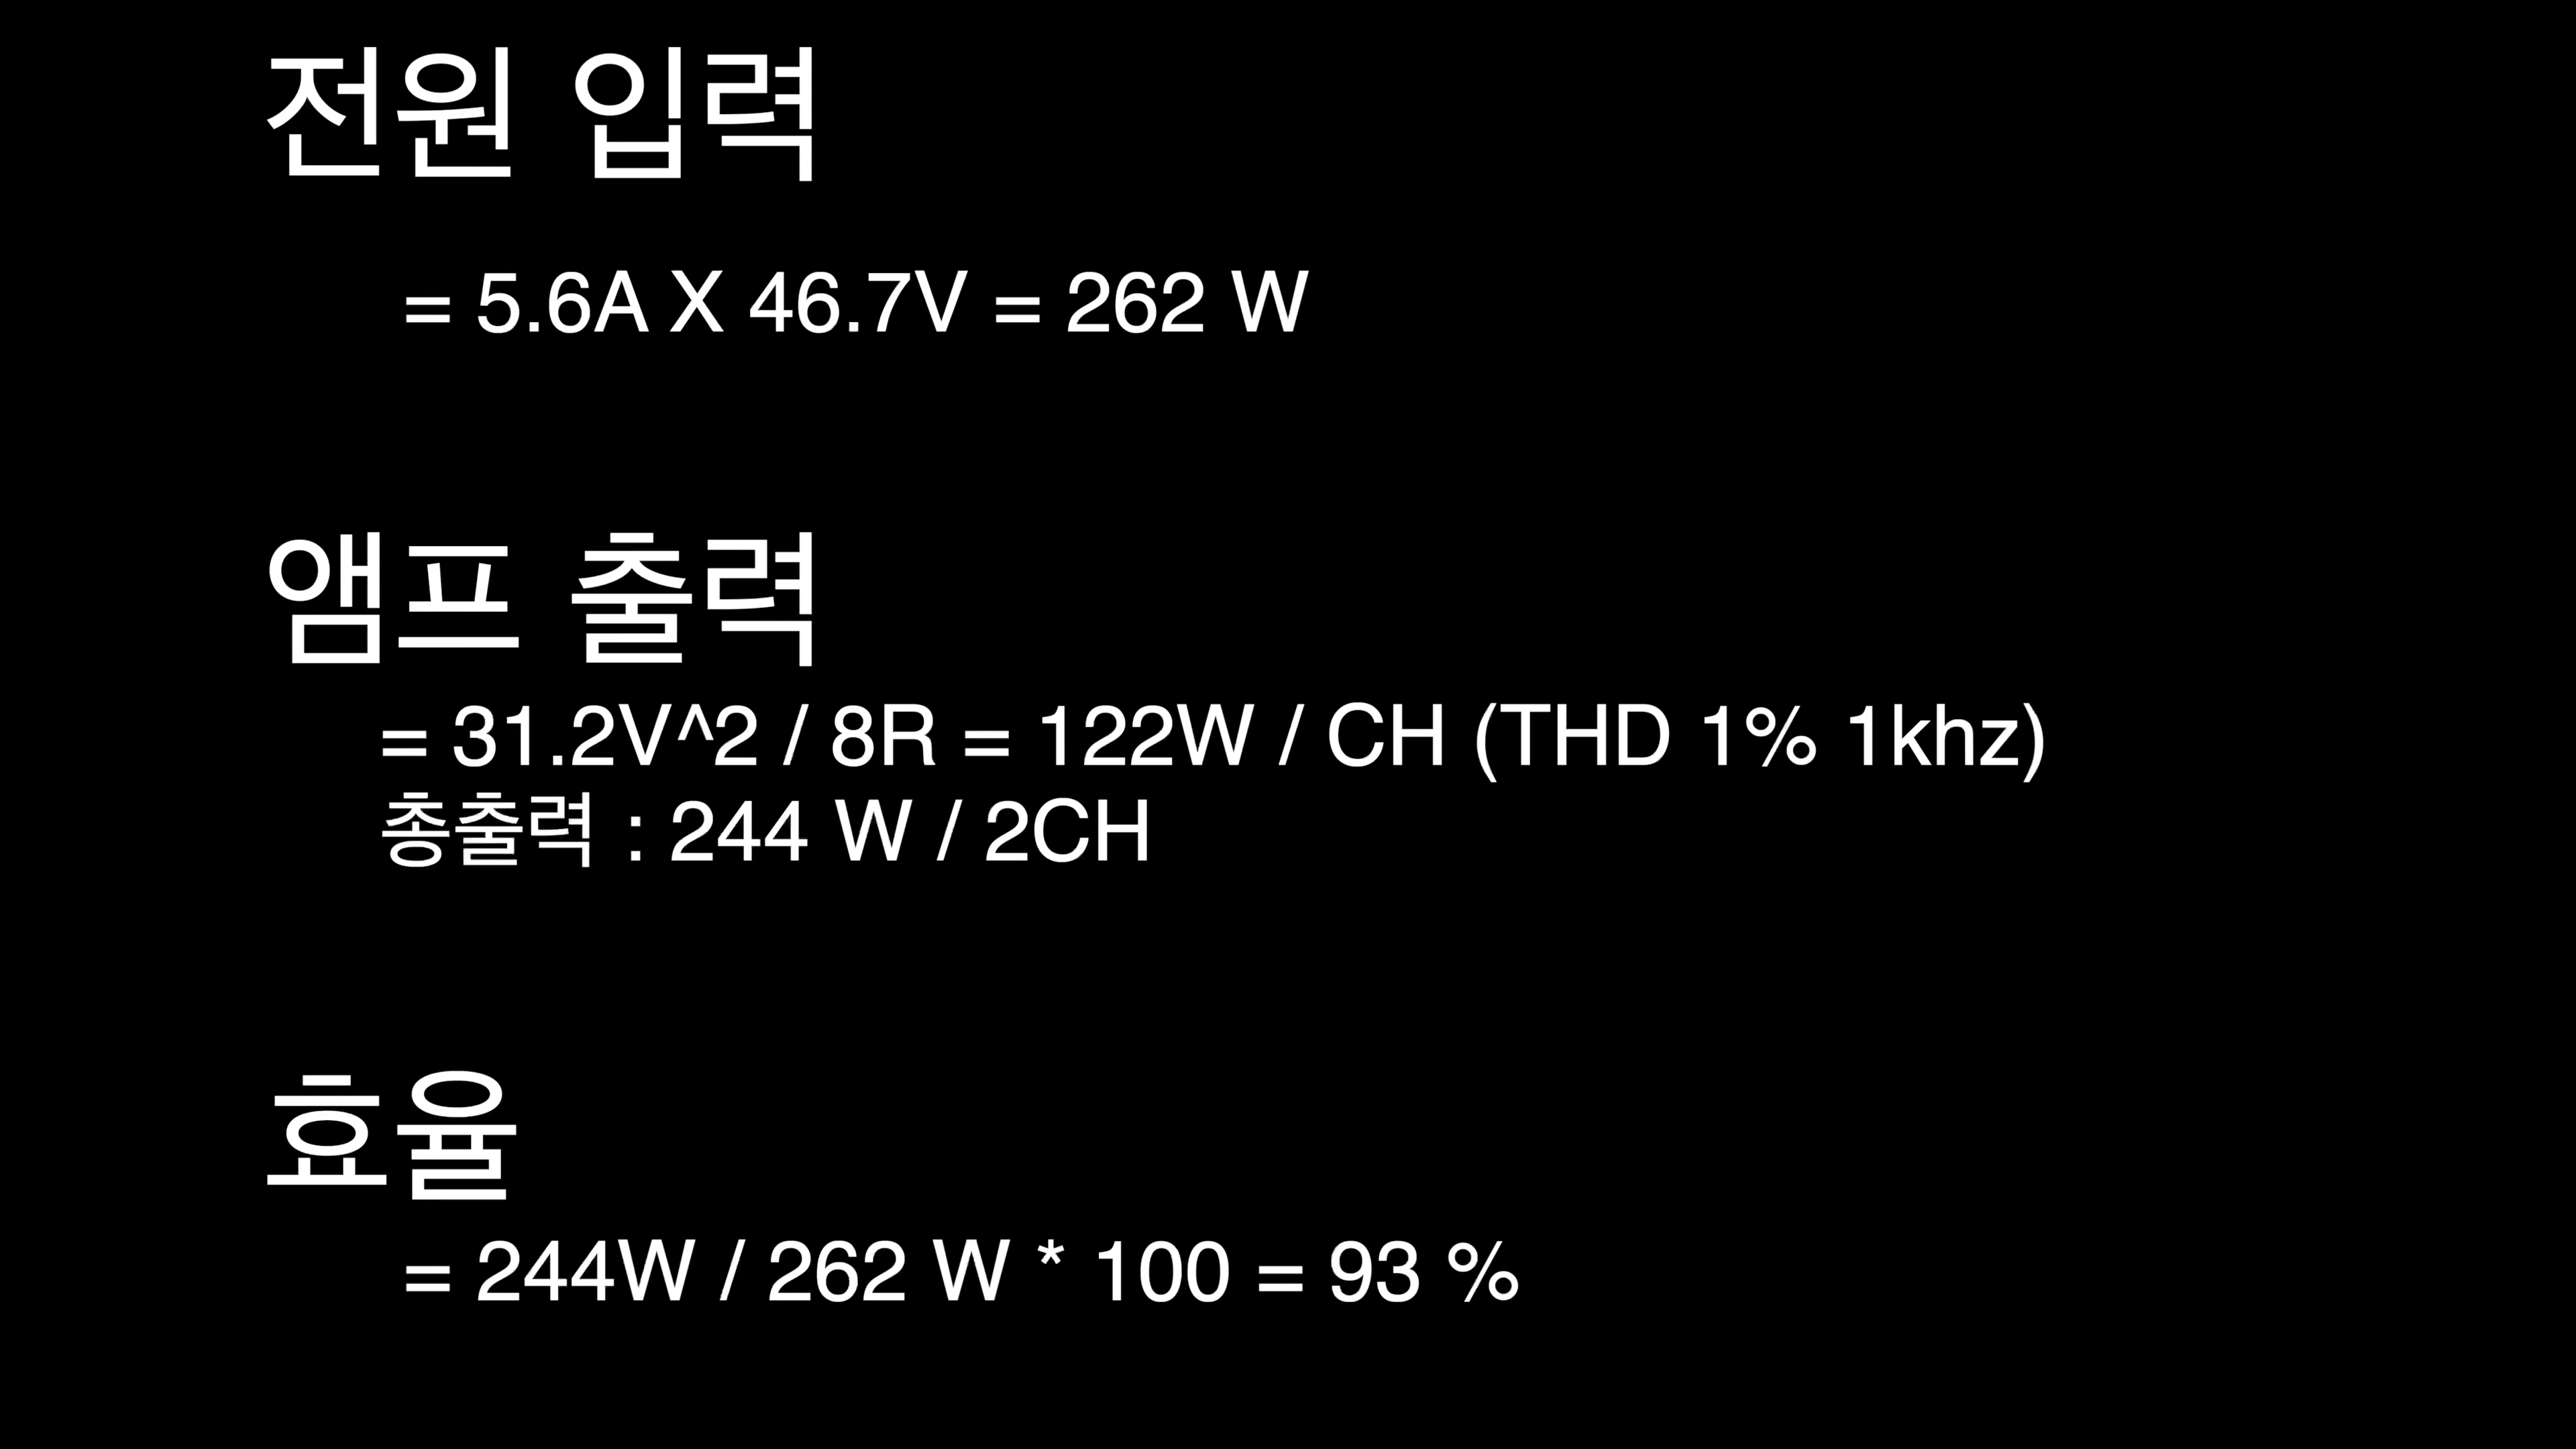 전원 입력
= 5.6A X 46.7V = 262 W
앰프 출력
= 31.2V^2 / 8R = 122W / CH (THD 1% 1khz)
총출력 : 244 W / 2CH
효율
= 244W / 262 W * 100 = 93 %